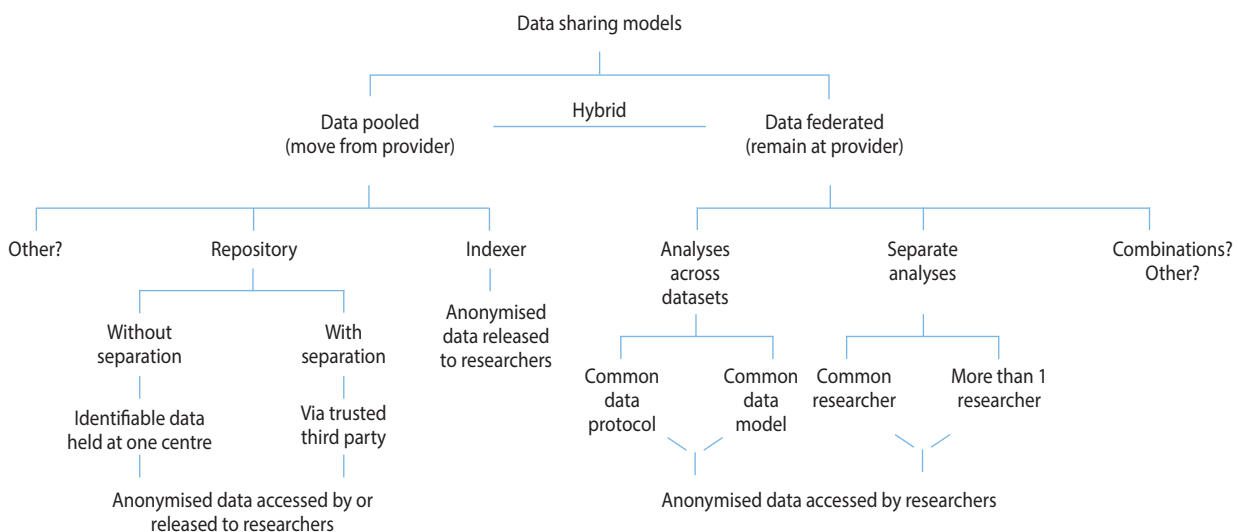 Data sharing models
Hybrid
Data pooled
(move from provider)
Data federated
(remain at provider)
Other?
Repository
Indexer
Analyses
across
datasets
Separate
analyses
Combinations?
Other?
Without
separation
With
separation
Anonymised
data released
to researchers
Common
data
protocol
Common
data
model
Common
researcher
More than 1
researcher
Identifiable data
held at one centre
Via trusted
third party
Anonymised data accessed by or
released to researchers
Anonymised data accessed by researchers